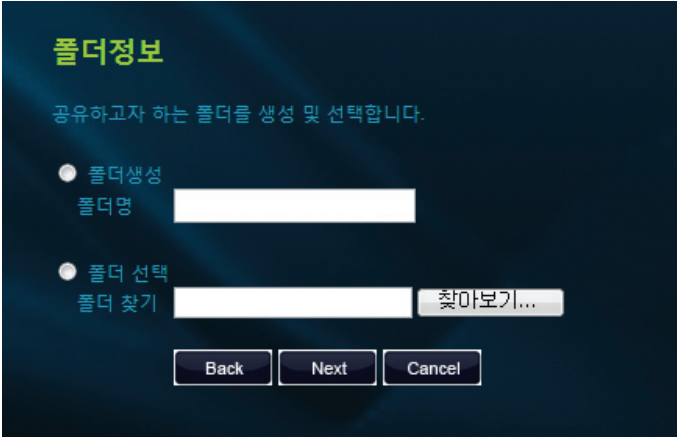 폴더정보
공유하고자 하는 폴더를 생성 및 선택합니다.
폴더생성
폴더명
폴더 선택
폴더 찾기 찾아보기...
Back Next Cancel